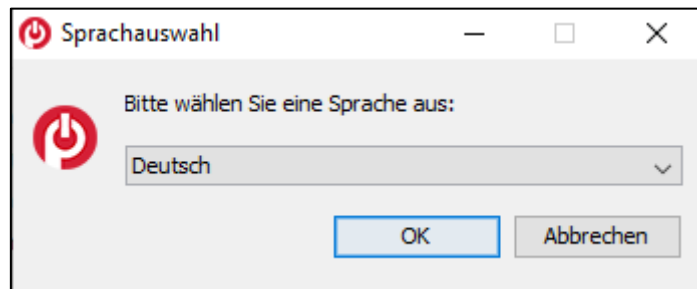 Sprachauswahl
Bitte wählen Sie eine Sprache aus:
Deutsch
OK Abbrechen